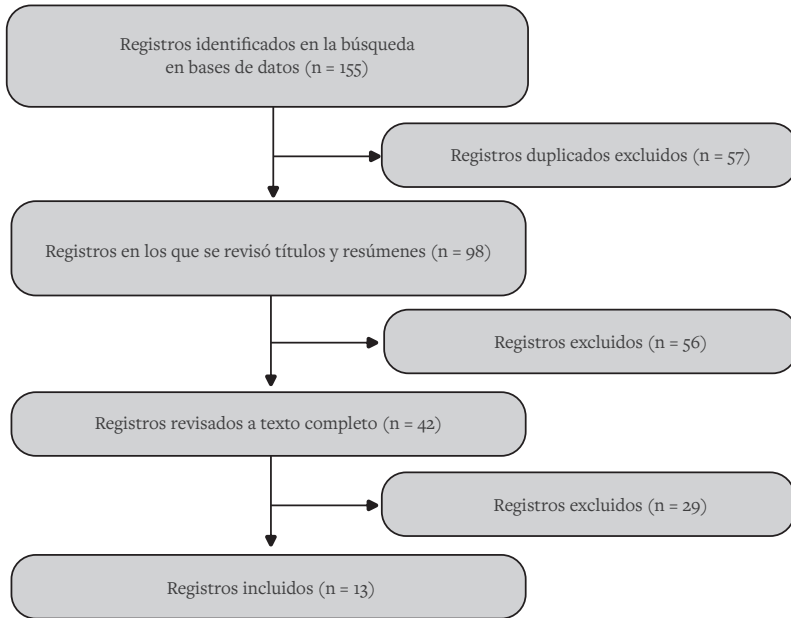 Registros identificados en la búsqueda
en bases de datos (n = 155)
Registros duplicados excluidos (n = 57)
Registros en los que se revisó títulos y resúmenes (n = 98)
Registros excluidos (n = 56)
Registros revisados a texto completo (n = 42)
Registros excluidos (n = 29)
Registros incluidos (n = 13)